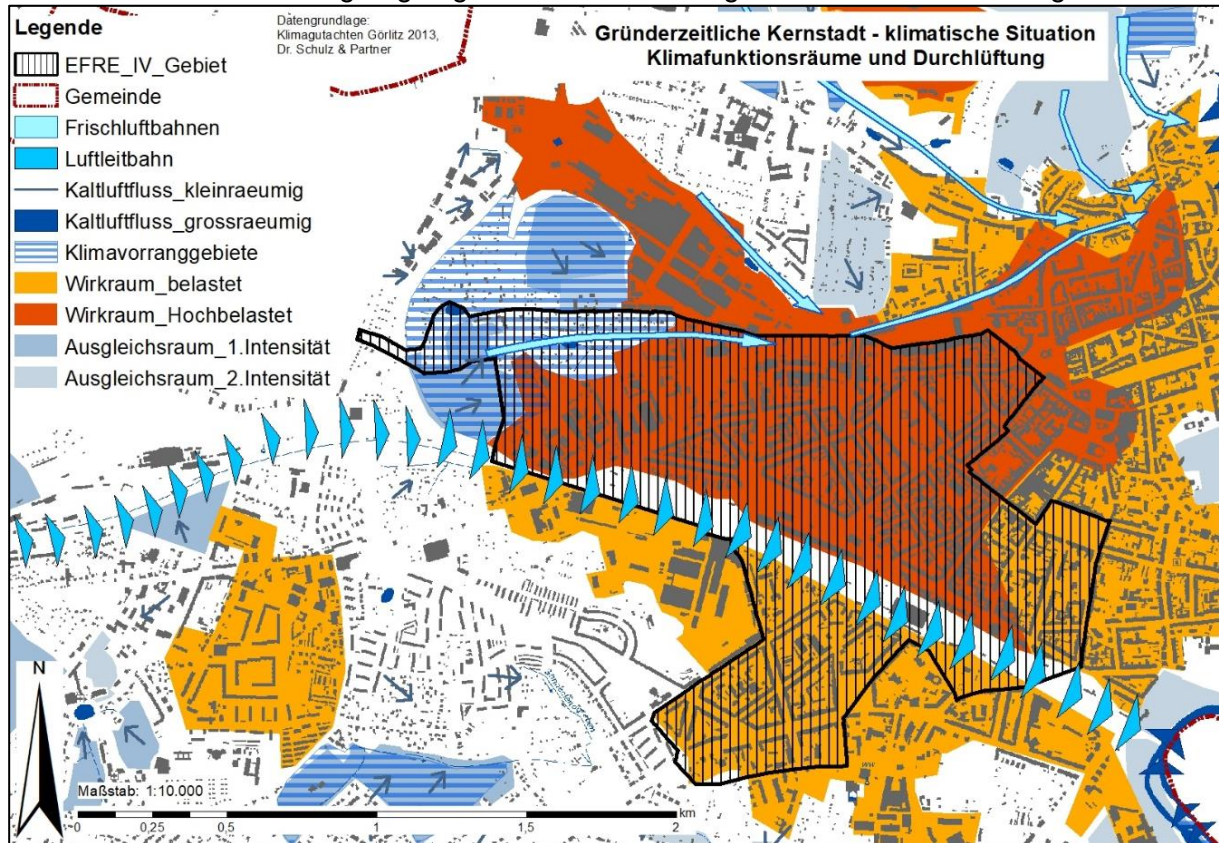 Legende
EFRE_IV_Gebiet
Gemeinde
Frischluftbahnen
Luftleitbahn
Kaltluftfluss_kleinraeumig
Kaltluftfluss_grossraeumig
Klimavorranggebiete
Wirkraum_belastet
Wirkraum_Hochbelastet
Ausgleichsraum_1.Intensität
Ausgleichsraum_2.Intensität
Datengrundlage:
Klimagutachten Görlitz 2013,
Dr. Schulz & Partner
Gründerzeitliche Kernstadt - klimatische Situation
Klimafunktionsräume und Durchlüftung
N
Maßstab: 1:10.000
km
0 0,25 0,5 1 1,5 2